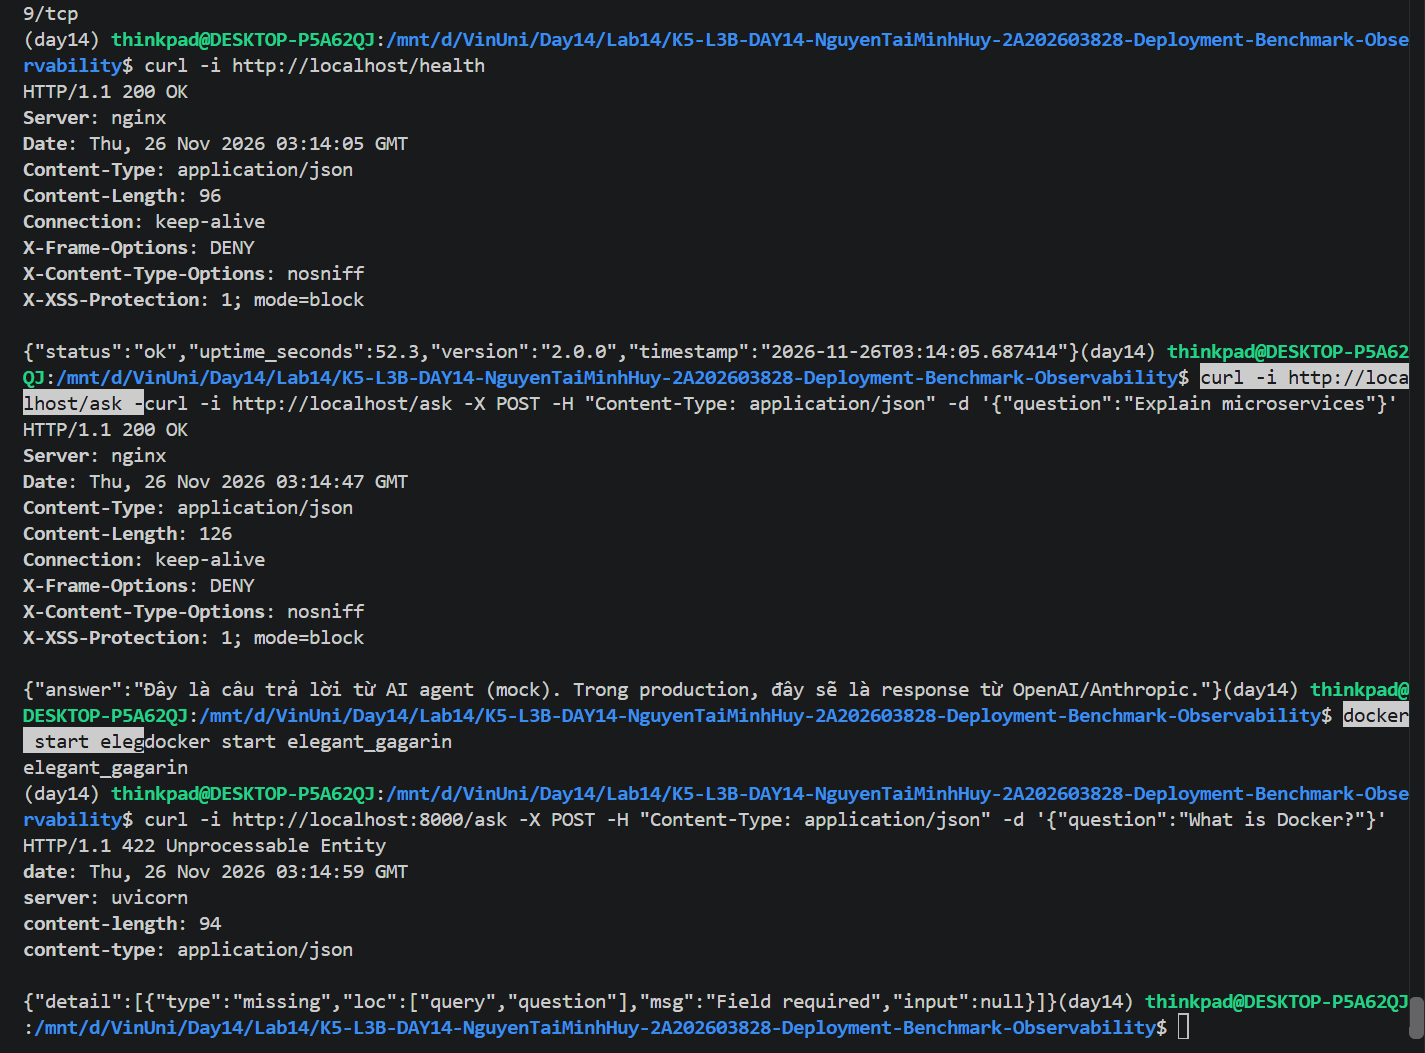 9/tcp
(day14) thinkpad@DESKTOP-P5A62QJ:/mnt/d/VinUni/Day14/Lab14/K5-L3B-DAY14-NguyenTaiMinhHuy-2A202603828-Deployment-Benchmark-Obse
rvability$ curl -i http://localhost/health
HTTP/1.1 200 OK
Server: nginx
Date: Thu, 26 Nov 2026 03:14:05 GMT
Content-Type: application/json
Content-Length: 96
Connection: keep-alive
X-Frame-Options: DENY
X-Content-Type-Options: nosniff
X-XSS-Protection: 1; mode=block

{"status":"ok","uptime_seconds":52.3,"version":"2.0.0","timestamp":"2026-11-26T03:14:05.687414"}(day14) thinkpad@DESKTOP-P5A62
QJ:/mnt/d/VinUni/Day14/Lab14/K5-L3B-DAY14-NguyenTaiMinhHuy-2A202603828-Deployment-Benchmark-Observability$ curl -i http://loca
lhost/ask -curl -i http://localhost/ask -X POST -H "Content-Type: application/json" -d '{"question":"Explain microservices"}'
HTTP/1.1 200 OK
Server: nginx
Date: Thu, 26 Nov 2026 03:14:47 GMT
Content-Type: application/json
Content-Length: 126
Connection: keep-alive
X-Frame-Options: DENY
X-Content-Type-Options: nosniff
X-XSS-Protection: 1; mode=block

{"answer":"Đây là câu trả lời từ AI agent (mock). Trong production, đây sẽ là response từ OpenAI/Anthropic."}(day14) thinkpad@
DESKTOP-P5A62QJ:/mnt/d/VinUni/Day14/Lab14/K5-L3B-DAY14-NguyenTaiMinhHuy-2A202603828-Deployment-Benchmark-Observability$ docker
 start elegdocker start elegant_gagarin
elegant_gagarin
(day14) thinkpad@DESKTOP-P5A62QJ:/mnt/d/VinUni/Day14/Lab14/K5-L3B-DAY14-NguyenTaiMinhHuy-2A202603828-Deployment-Benchmark-Obse
rvability$ curl -i http://localhost:8000/ask -X POST -H "Content-Type: application/json" -d '{"question":"What is Docker?"}'
HTTP/1.1 422 Unprocessable Entity
date: Thu, 26 Nov 2026 03:14:59 GMT
server: uvicorn
content-length: 94
content-type: application/json

{"detail":[{"type":"missing","loc":["query","question"],"msg":"Field required","input":null}]}(day14) thinkpad@DESKTOP-P5A62QJ
:/mnt/d/VinUni/Day14/Lab14/K5-L3B-DAY14-NguyenTaiMinhHuy-2A202603828-Deployment-Benchmark-Observability$